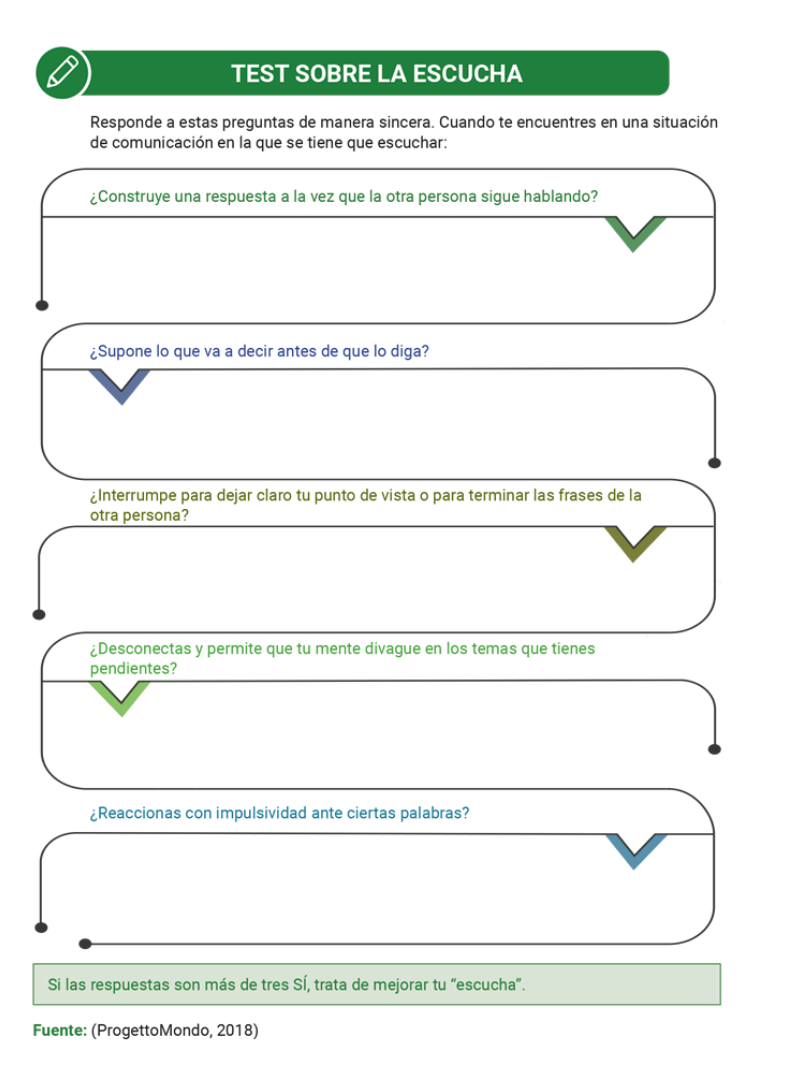 TEST SOBRE LA ESCUCHA
Responde a estas preguntas de manera sincera. Cuando te encuentres en una situación
de comunicación en la que se tiene que escuchar:
¿Construye una respuesta a la vez que la otra persona sigue hablando?
¿Supone lo que va a decir antes de que lo diga?
¿Interrumpe para dejar claro tu punto de vista o para terminar las frases de la
otra persona?
¿Desconectas y permite que tu mente divague en los temas que tienes
pendientes?
¿Reaccionas con impulsividad ante ciertas palabras?
Si las respuestas son más de tres SÍ, trata de mejorar tu “escucha”.
Fuente: (ProgettoMondo, 2018)